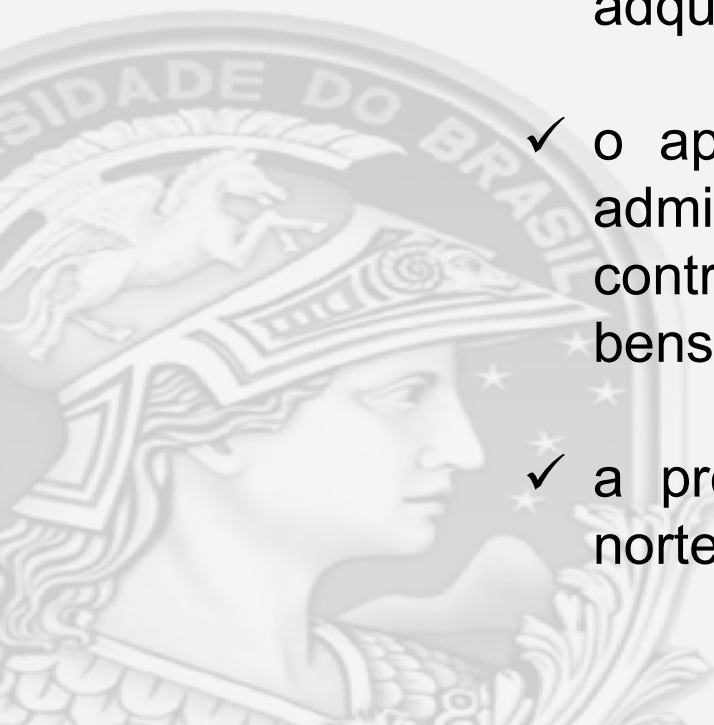 SIDADE DO BRASIL
adqu
✓ o ap
admi
contr
bens
✓ a pr
norte